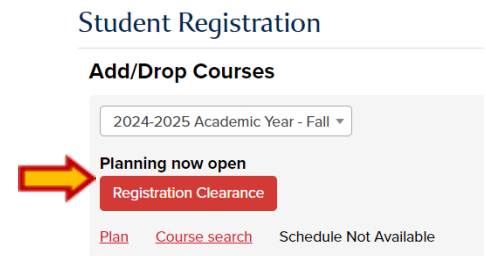 Student Registration
Add/Drop Courses
2024-2025 Academic Year - Fall
Planning now open
Registration Clearance
Plan Course search Schedule Not Available